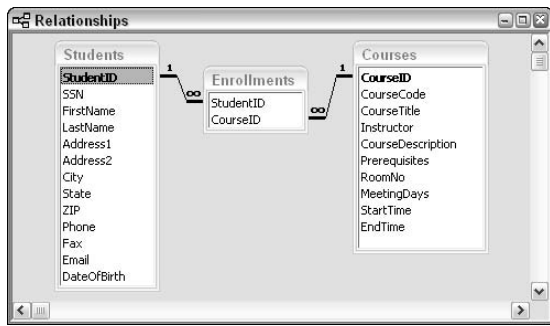 Relationships
Students
StudentID
SSN
FirstName
LastName
Address1
Address2
City
State
ZIP
Phone
Fax
Email
DateOfBirth
1
∞
Enrollments
StudentID
CourseID
1
∞
Courses
CourseID
CourseCode
CourseTitle
Instructor
CourseDescription
Prerequisites
RoomNo
MeetingDays
StartTime
EndTime